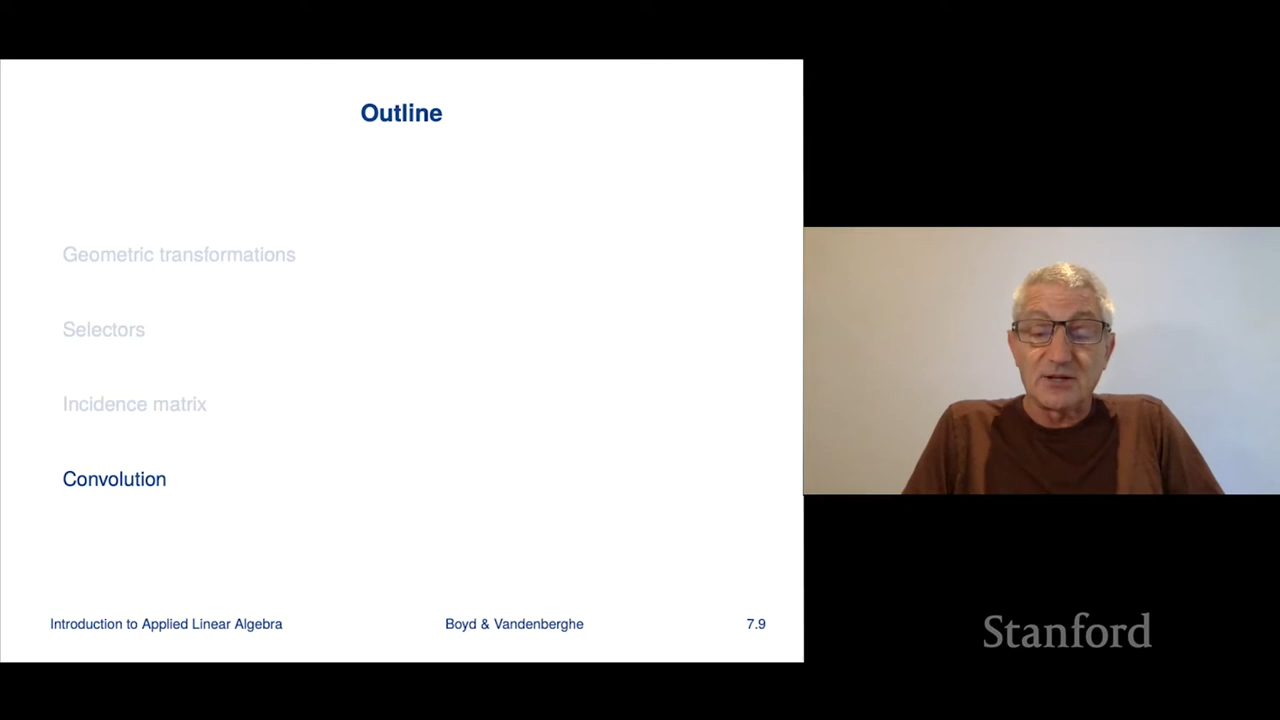 Outline
Geometric transformations
Selectors
Incidence matrix
Convolution
Introduction to Applied Linear Algebra Boyd & Vandenberghe 7.9
Stanford